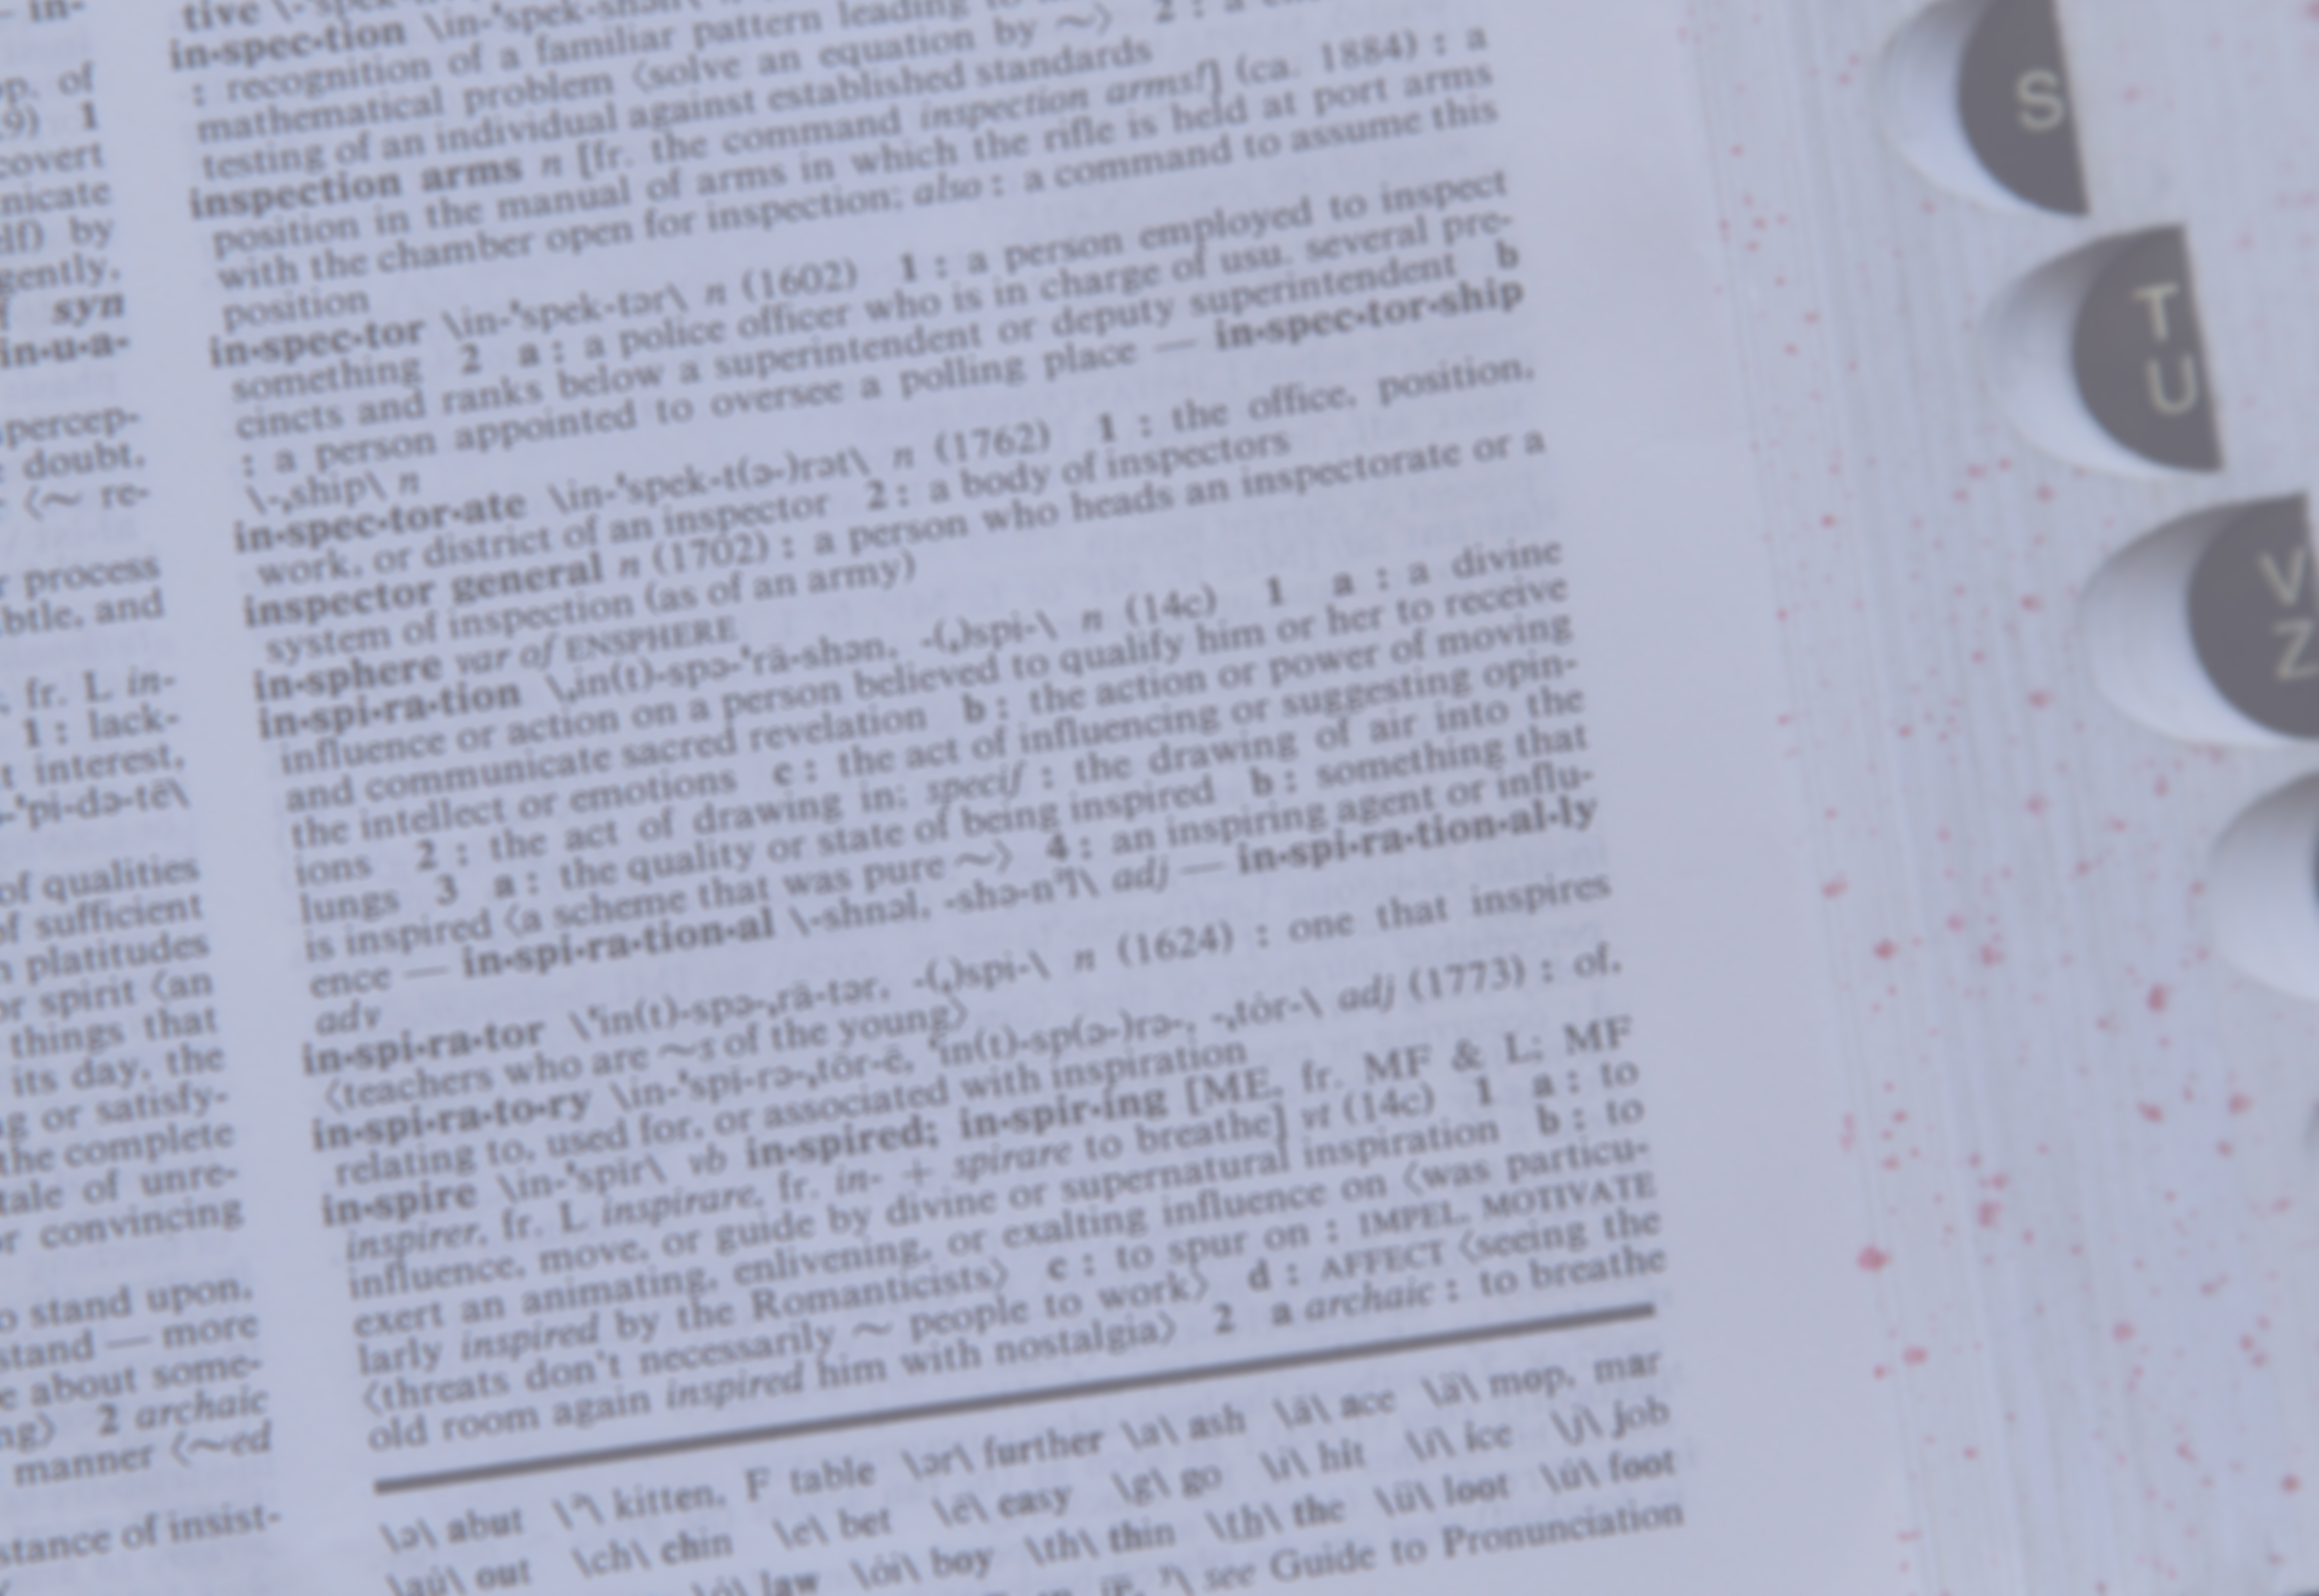 in-
p. of
9) 1
covert
nicate
elf) by
gently,
syn
in·u·a-
percep-
doubt,
⟨~ re-
process
btle, and
fr. L in-
1 : lack-
t interest,
-ˈpi-də-tē\
of qualities
of sufficient
platitudes
or spirit ⟨an
things that
its day, the
g or satisfy-
the complete
tale of unre-
r convincing
o stand upon,
stand — more
e about some-
ng⟩ 2 archaic
manner ⟨~ed
stance of insist-
tive
in·spec·tion \in-ˈspek-shən\
: recognition of a familiar pattern leading to
mathematical problem ⟨solve an equation by ~⟩ 2 : a
testing of an individual against established standards
inspection arms n [fr. the command inspection arms!] (ca. 1884) : a
position in the manual of arms in which the rifle is held at port arms
with the chamber open for inspection; also : a command to assume this
position
in·spec·tor \in-ˈspek-tər\ n (1602) 1 : a person employed to inspect
something 2 a : a police officer who is in charge of usu. several pre-
cincts and ranks below a superintendent or deputy superintendent b
: a person appointed to oversee a polling place — in·spec·tor·ship
\-ˌship\ n
in·spec·tor·ate \in-ˈspek-t(ə-)rət\ n (1762) 1 : the office, position,
work, or district of an inspector 2 : a body of inspectors
inspector general n (1702) : a person who heads an inspectorate or a
system of inspection (as of an army)
in·sphere var of ENSPHERE
in·spi·ra·tion \ˌin(t)-spə-ˈrā-shən, -(ˌ)spi-\ n (14c) 1 a : a divine
influence or action on a person believed to qualify him or her to receive
and communicate sacred revelation b : the action or power of moving
the intellect or emotions c : the act of influencing or suggesting opin-
ions 2 : the act of drawing in; specif : the drawing of air into the
lungs 3 a : the quality or state of being inspired b : something that
is inspired ⟨a scheme that was pure ~⟩ 4 : an inspiring agent or influ-
ence — in·spi·ra·tion·al \-shnəl, -shə-nᵊl\ adj — in·spi·ra·tion·al·ly
adv
in·spi·ra·tor \ˈin(t)-spə-ˌrā-tər, -(ˌ)spi-\ n (1624) : one that inspires
⟨teachers who are ~s of the young⟩
in·spi·ra·to·ry \in-ˈspī-rə-ˌtȯr-ē, ˈin(t)-sp(ə-)rə-, -ˌtȯr-\ adj (1773) : of,
relating to, used for, or associated with inspiration
in·spire \in-ˈspīr\ vb in·spired; in·spir·ing [ME, fr. MF & L; MF
inspirer, fr. L inspirare, fr. in- + spirare to breathe] vt (14c) 1 a : to
influence, move, or guide by divine or supernatural inspiration b : to
exert an animating, enlivening, or exalting influence on ⟨was particu-
larly inspired by the Romanticists⟩ c : to spur on : IMPEL, MOTIVATE
⟨threats don't necessarily ~ people to work⟩ d : AFFECT ⟨seeing the
old room again inspired him with nostalgia⟩ 2 a archaic : to breathe
\ə\ abut \ᵊ\ kitten, F table \ər\ further \a\ ash \ā\ ace \ä\ mop, mar
\au̇\ out \ch\ chin \e\ bet \ē\ easy \g\ go \i\ hit \ī\ ice \j\ job
\ȯ\ law \ȯi\ boy \th\ thin \t͟h\ the \ü\ loot \u̇\ foot
see Guide to Pronunciation
S
T
U
V
Z